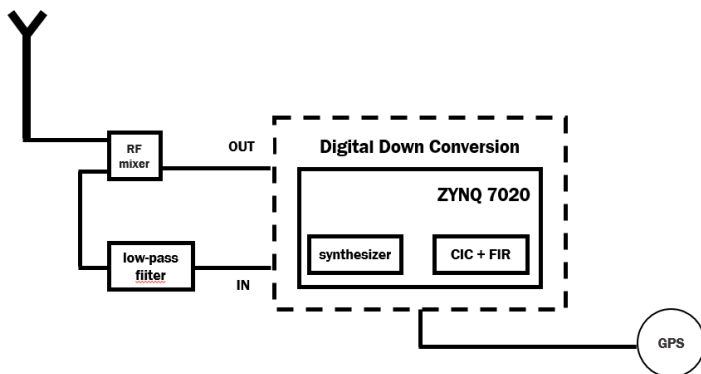 RF
mixer
OUT
Digital Down Conversion
ZYNQ 7020
synthesizer
CIC + FIR
low-pass
fiiter
IN
GPS